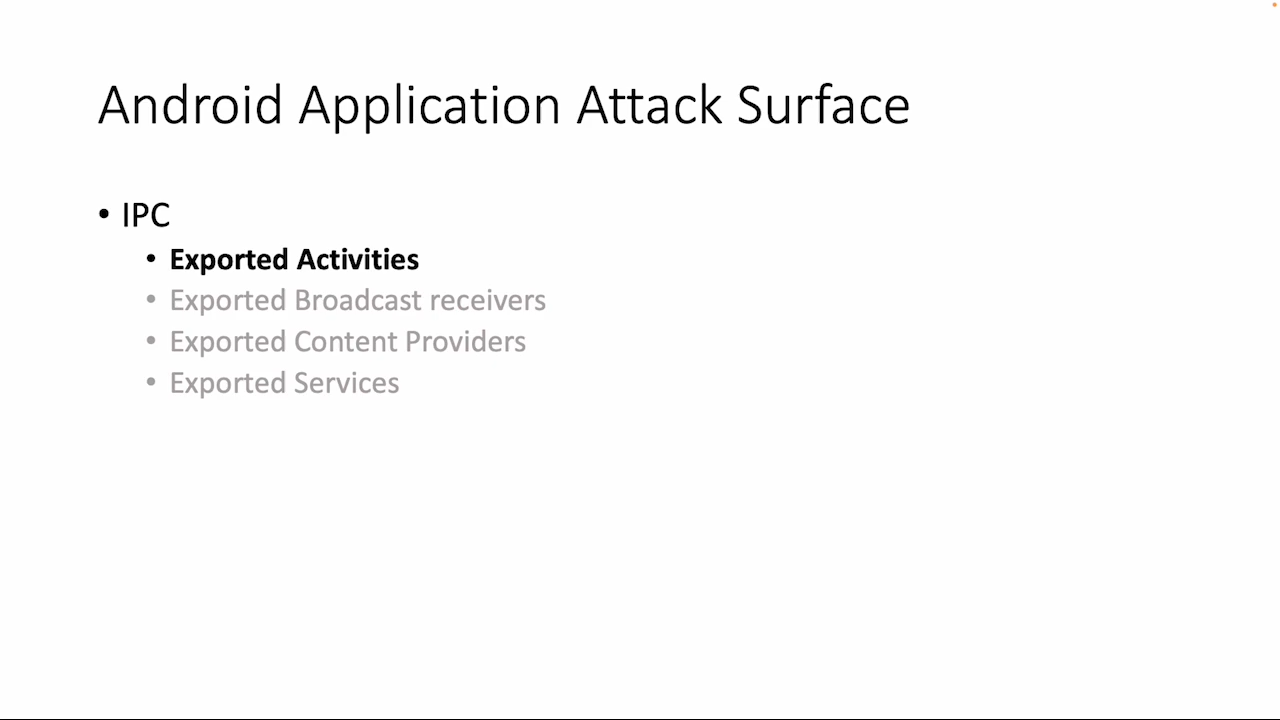 Android Application Attack Surface
• IPC
• Exported Activities
• Exported Broadcast receivers
• Exported Content Providers
• Exported Services